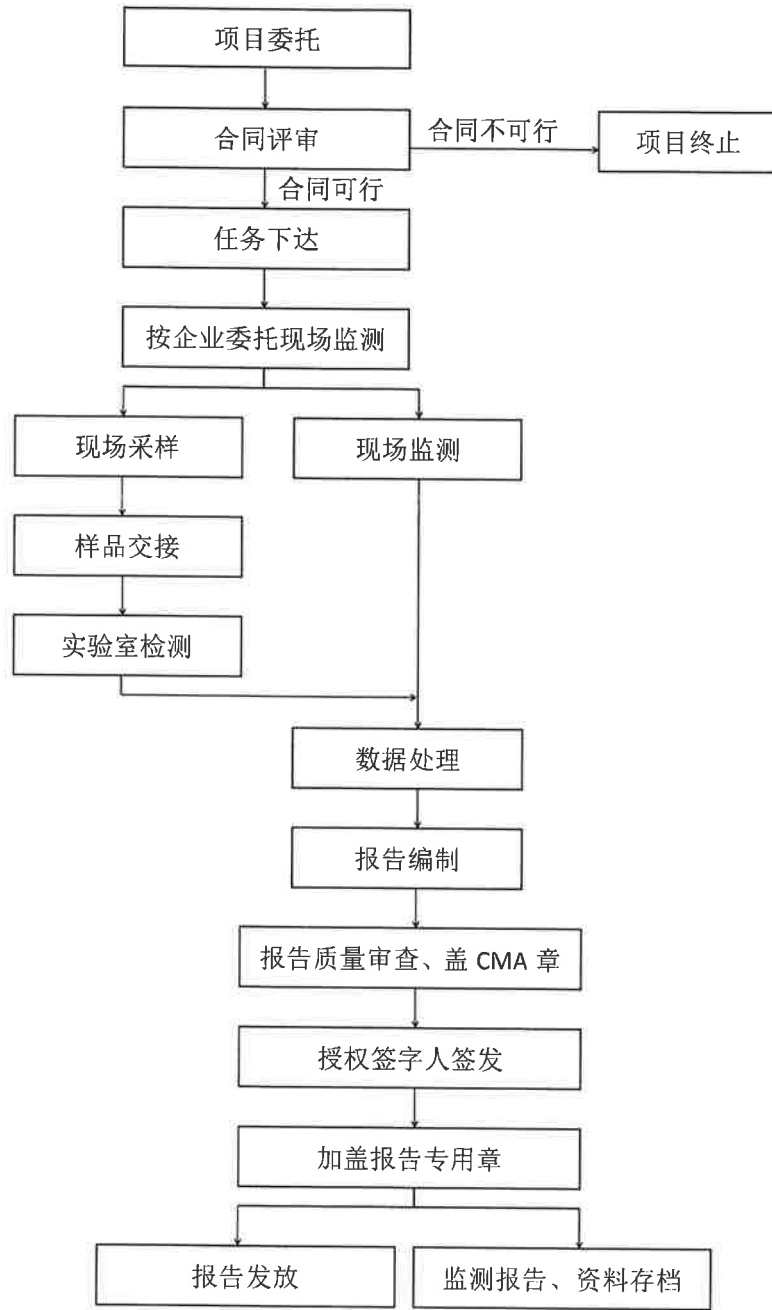 项目委托
合同评审
合同不可行
项目终止
合同可行
任务下达
按企业委托现场监测
现场采样
现场监测
样品交接
实验室检测
数据处理
报告编制
报告质量审查、盖 CMA 章
授权签字人签发
加盖报告专用章
报告发放
监测报告、资料存档